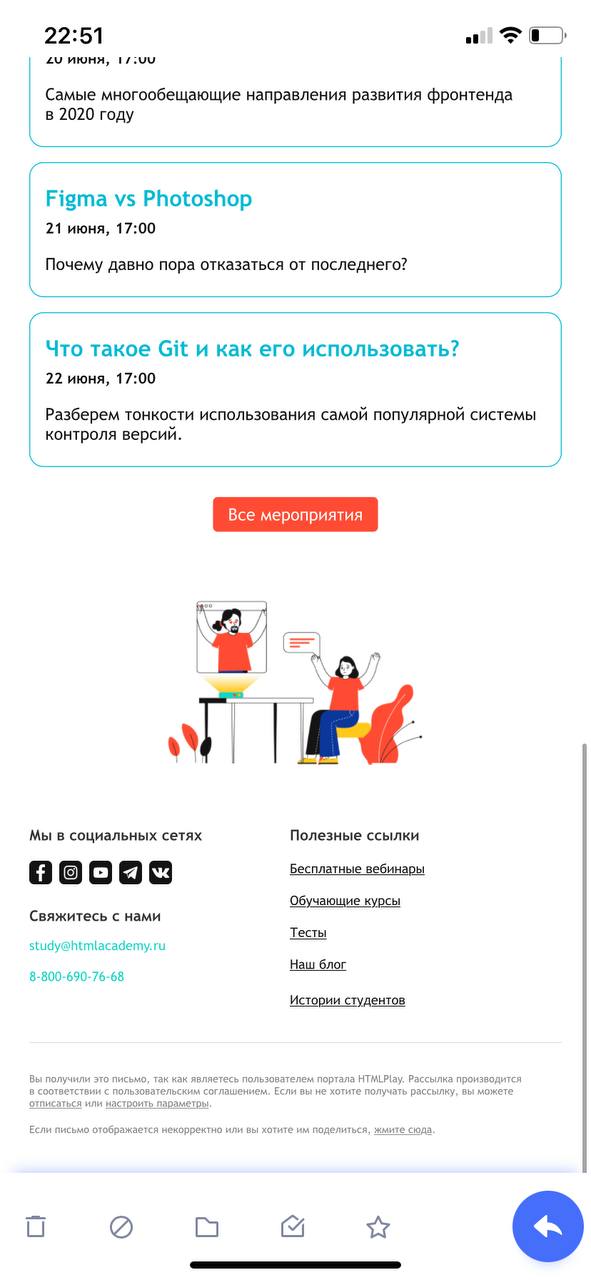 22:51
20 июня, 17:00
Самые многообещающие направления развития фронтенда
в 2020 году
Figma vs Photoshop
21 июня, 17:00
Почему давно пора отказаться от последнего?
Что такое Git и как его использовать?
22 июня, 17:00
Разберем тонкости использования самой популярной системы
контроля версий.
Все мероприятия
Мы в социальных сетях
Свяжитесь с нами
study@htmlacademy.ru
8-800-690-76-68
Полезные ссылки
Бесплатные вебинары
Обучающие курсы
Тесты
Наш блог
Истории студентов
Вы получили это письмо, так как являетесь пользователем портала HTMLPlay. Рассылка производится
в соответствии с пользовательским соглашением. Если вы не хотите получать рассылку, вы можете
отписаться или настроить параметры.
Если письмо отображается некорректно или вы хотите им поделиться, жмите сюда.